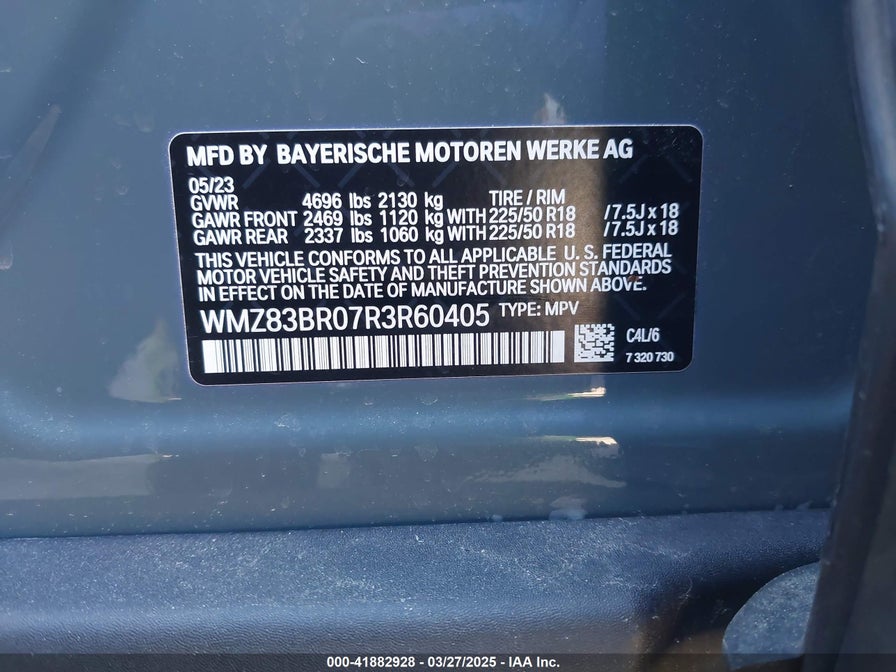 MFD BY BAYERISCHE MOTOREN WERKE AG
05/23
GVWR 4696 lbs 2130 kg TIRE / RIM
GAWR FRONT 2469 lbs 1120 kg WITH 225/50 R18 /7.5J x 18
GAWR REAR 2337 lbs 1060 kg WITH 225/50 R18 /7.5J x 18
THIS VEHICLE CONFORMS TO ALL APPLICABLE U. S. FEDERAL
MOTOR VEHICLE SAFETY AND THEFT PREVENTION STANDARDS
IN EFFECT ON THE DATE OF MANUFACTURE SHOWN ABOVE.
WMZ83BR07R3R60405 TYPE: MPV
C4L/6
7 320 730
000-41882928 - 03/27/2025 - IAA Inc.